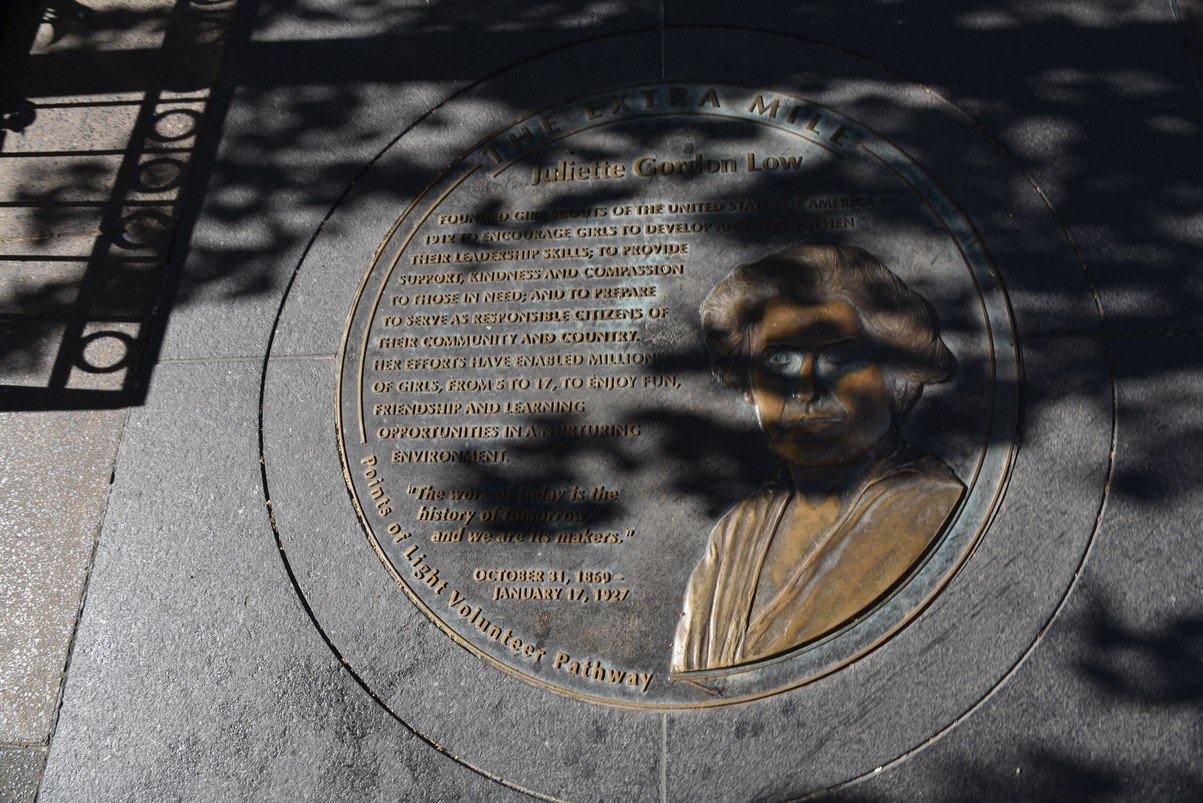 THE EXTRA MILE
Juliette Gordon Low
FOUNDED GIRL SCOUTS OF THE UNITED STATES OF AMERICA IN
1912 TO ENCOURAGE GIRLS TO DEVELOP AND STRENGTHEN
THEIR LEADERSHIP SKILLS; TO PROVIDE
SUPPORT, KINDNESS AND COMPASSION
TO THOSE IN NEED; AND TO PREPARE
TO SERVE AS RESPONSIBLE CITIZENS OF
THEIR COMMUNITY AND COUNTRY.
HER EFFORTS HAVE ENABLED MILLIONS
OF GIRLS, FROM 5 TO 17, TO ENJOY FUN,
FRIENDSHIP AND LEARNING
OPPORTUNITIES IN A NURTURING
ENVIRONMENT.
"The work of today is the
history of tomorrow,
and we are its makers."
OCTOBER 31, 1860 –
JANUARY 17, 1927
Points of Light Volunteer Pathway